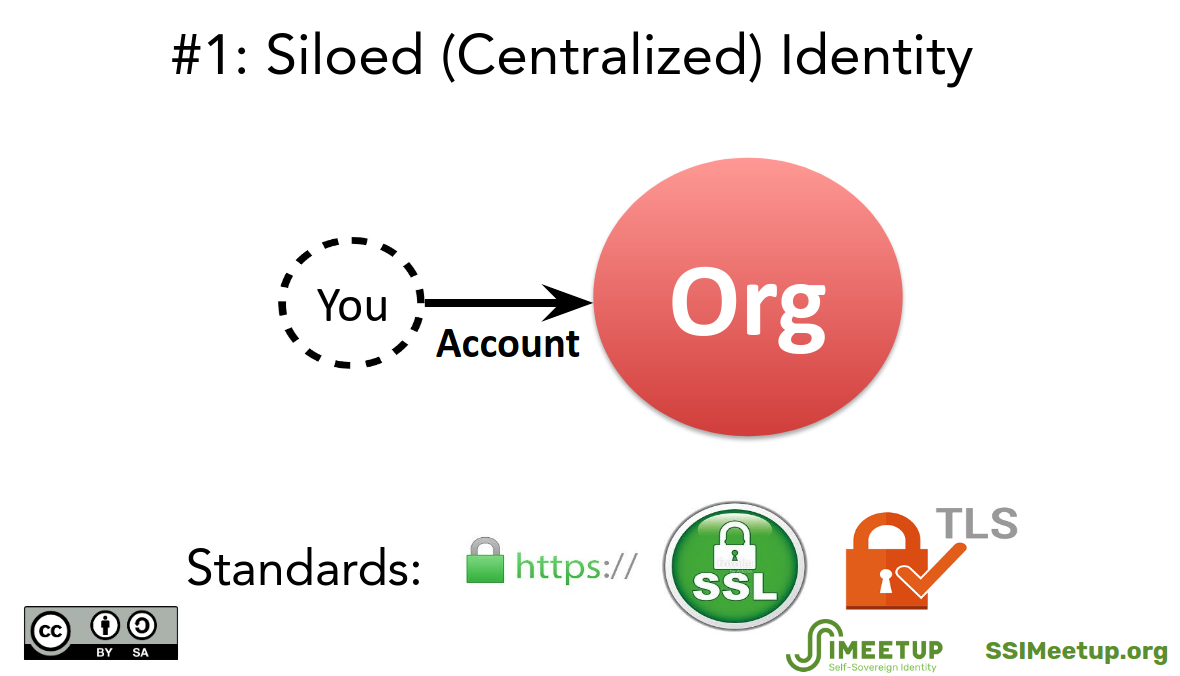 #1: Siloed (Centralized) Identity
You
Account
Org
Standards:
https://
SSL
TLS
cc
BY SA
SSIMEETUP
Self-Sovereign Identity
SSIMeetup.org